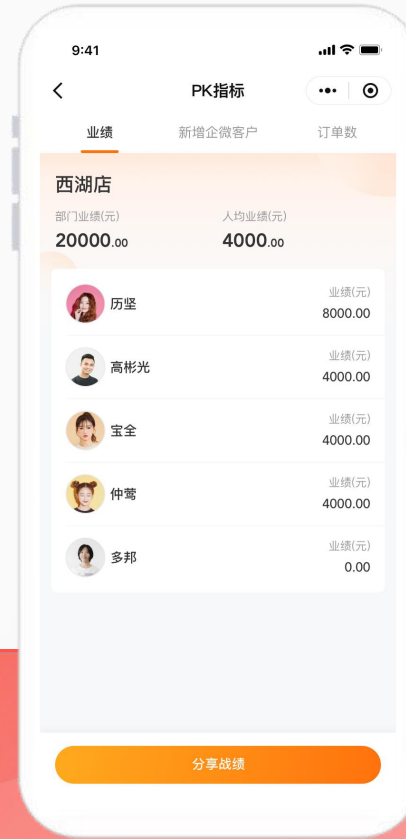 9:41
PK指标
业绩 新增企微客户 订单数
西湖店
部门业绩(元) 人均业绩(元)
20000.00 4000.00
业绩(元)
历坚
8000.00
业绩(元)
高彬光
4000.00
业绩(元)
宝全
4000.00
业绩(元)
仲莺
4000.00
业绩(元)
多邦
0.00
分享战绩